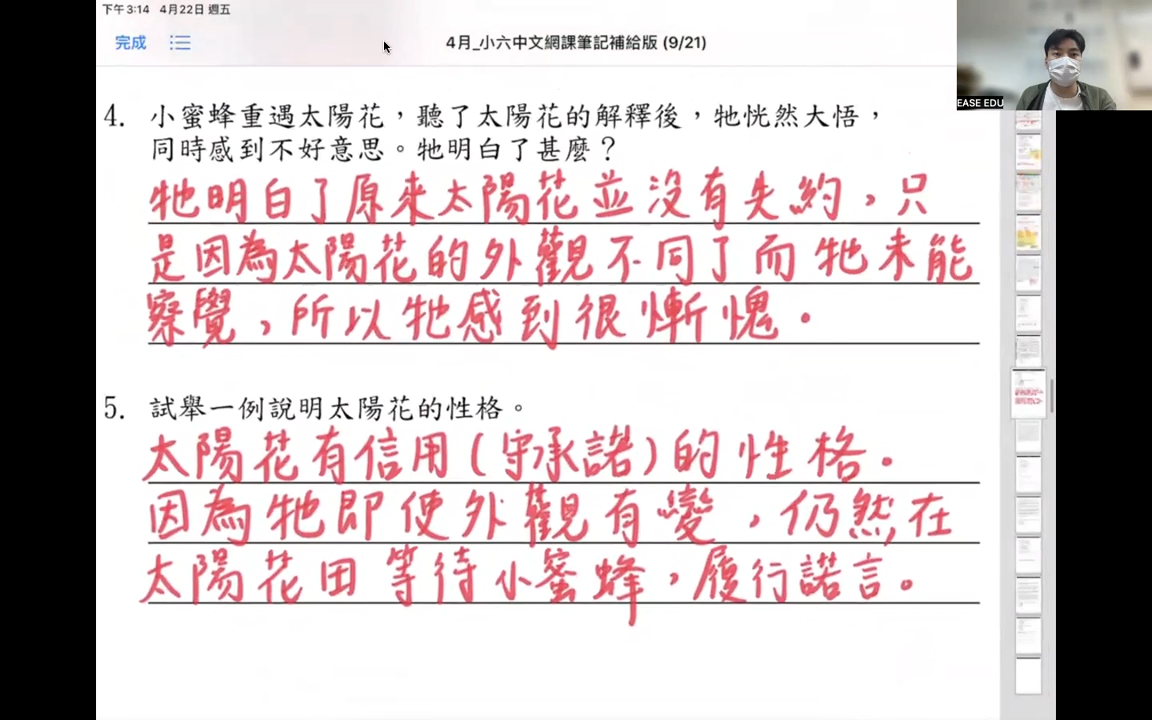 下午3:14 4月22日 週五
完成
4月_小六中文網課筆記補給版 (9/21)
EASE EDU
4. 小蜜蜂重遇太陽花，聽了太陽花的解釋後，牠恍然大悟，
同時感到不好意思。牠明白了甚麼？
牠明白了原來太陽花並沒有失約，只
是因為太陽花的外觀不同了而牠未能
察覺，所以牠感到很慚愧。
5. 試舉一例說明太陽花的性格。
太陽花有信用(守承諾)的性格。
因為牠即使外觀有變，仍然在
太陽花田等待小蜜蜂，履行諾言。